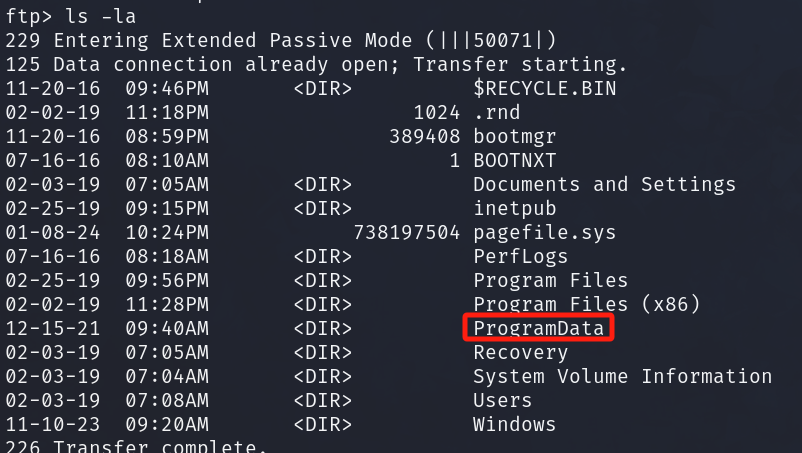 ftp> ls -la
229 Entering Extended Passive Mode (|||50071|)
125 Data connection already open; Transfer starting.
11-20-16  09:46PM       <DIR>          $RECYCLE.BIN
02-02-19  11:18PM                 1024 .rnd
11-20-16  08:59PM               389408 bootmgr
07-16-16  08:10AM                    1 BOOTNXT
02-03-19  07:05AM       <DIR>          Documents and Settings
02-25-19  09:15PM       <DIR>          inetpub
01-08-24  10:24PM            738197504 pagefile.sys
07-16-16  08:18AM       <DIR>          PerfLogs
02-25-19  09:56PM       <DIR>          Program Files
02-02-19  11:28PM       <DIR>          Program Files (x86)
12-15-21  09:40AM       <DIR>          ProgramData
02-03-19  07:05AM       <DIR>          Recovery
02-03-19  07:04AM       <DIR>          System Volume Information
02-03-19  07:08AM       <DIR>          Users
11-10-23  09:20AM       <DIR>          Windows
226 Transfer complete.